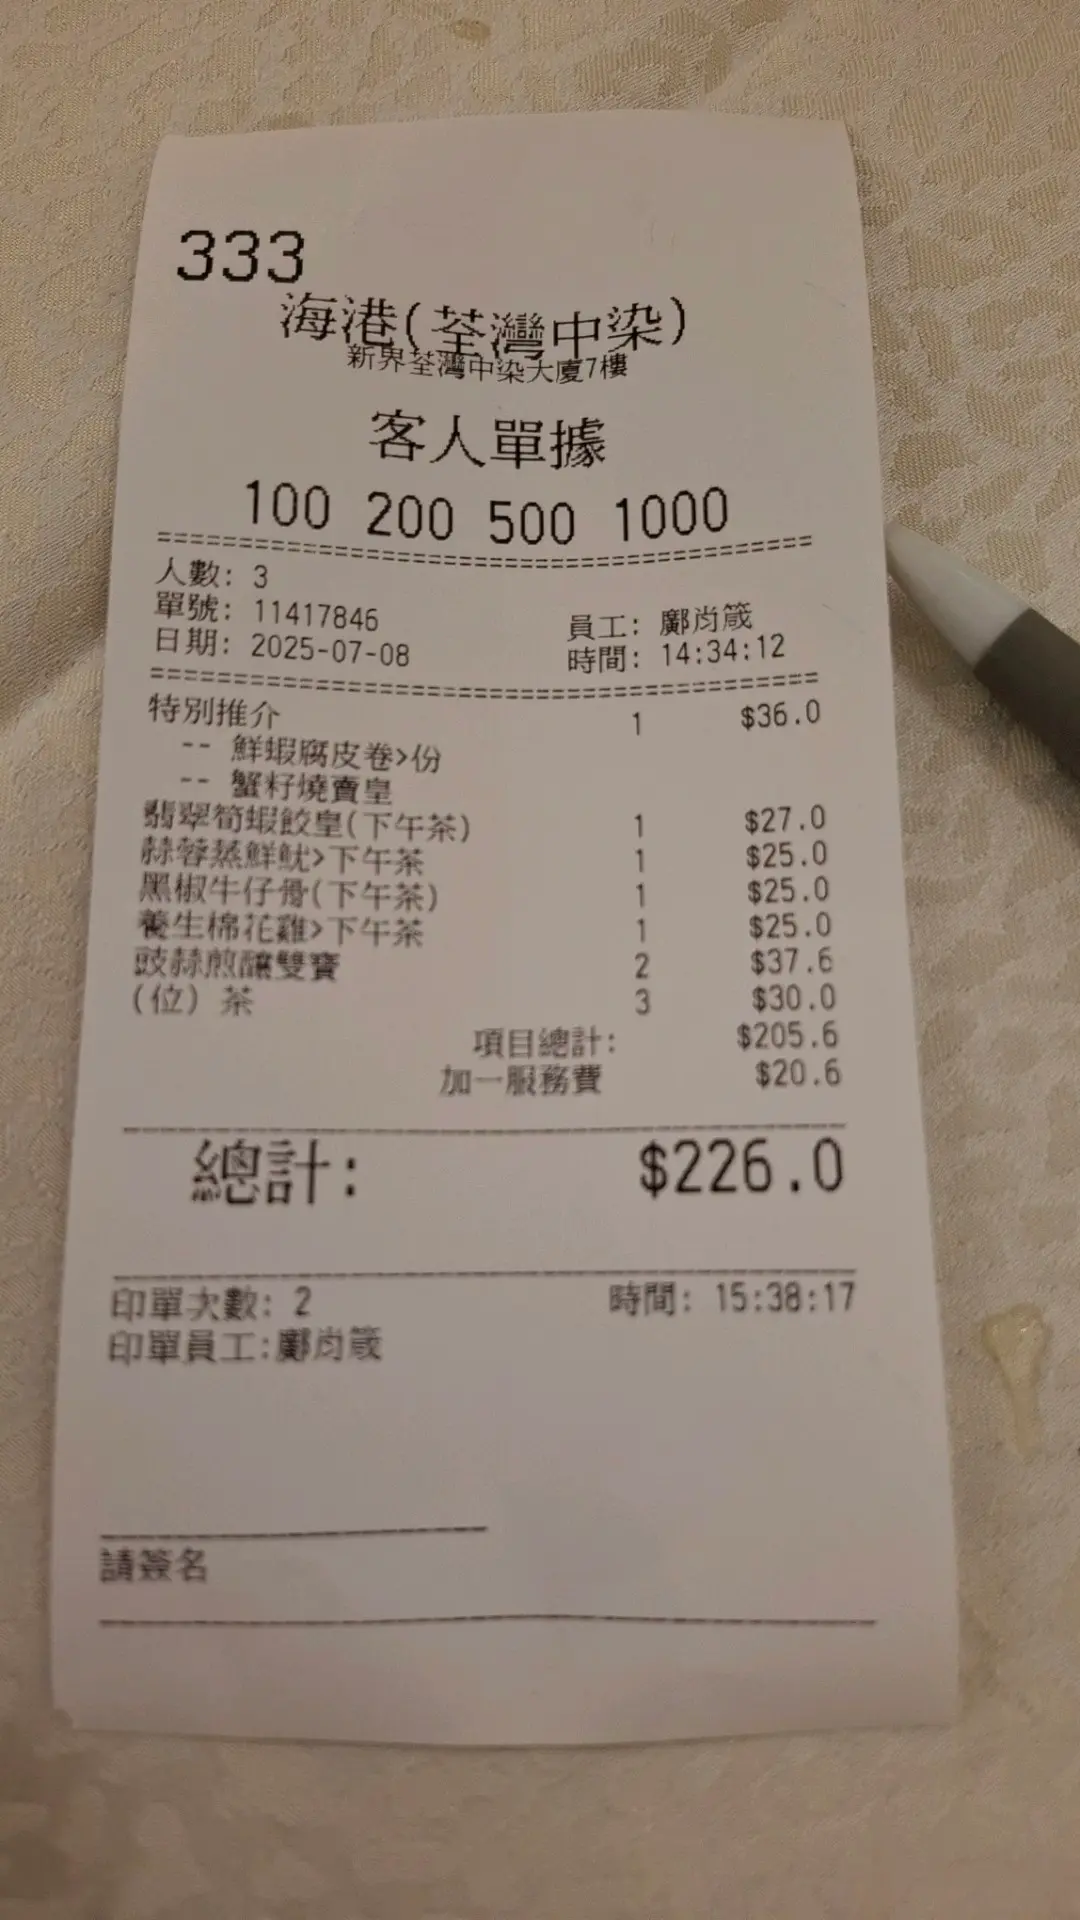 333
海港(荃灣中染)
新界荃灣中染大廈7樓
客人單據
100 200 500 1000
人數: 3
單號: 11417846
員工: 鄺尚箴
日期: 2025-07-08
時間: 14:34:12
特別推介 1 $36.0
-- 鮮蝦腐皮卷>份
-- 蟹籽燒賣皇
翡翠筍蝦餃皇(下午茶) 1 $27.0
蒜蓉蒸鮮魷>下午茶 1 $25.0
黑椒牛仔骨(下午茶) 1 $25.0
養生棉花雞>下午茶 1 $25.0
豉蒜煎釀雙寶 2 $37.6
(位) 茶 3 $30.0
項目總計: $205.6
加一服務費 $20.6
總計: $226.0
印單次數: 2 時間: 15:38:17
印單員工:鄺尚箴
請簽名